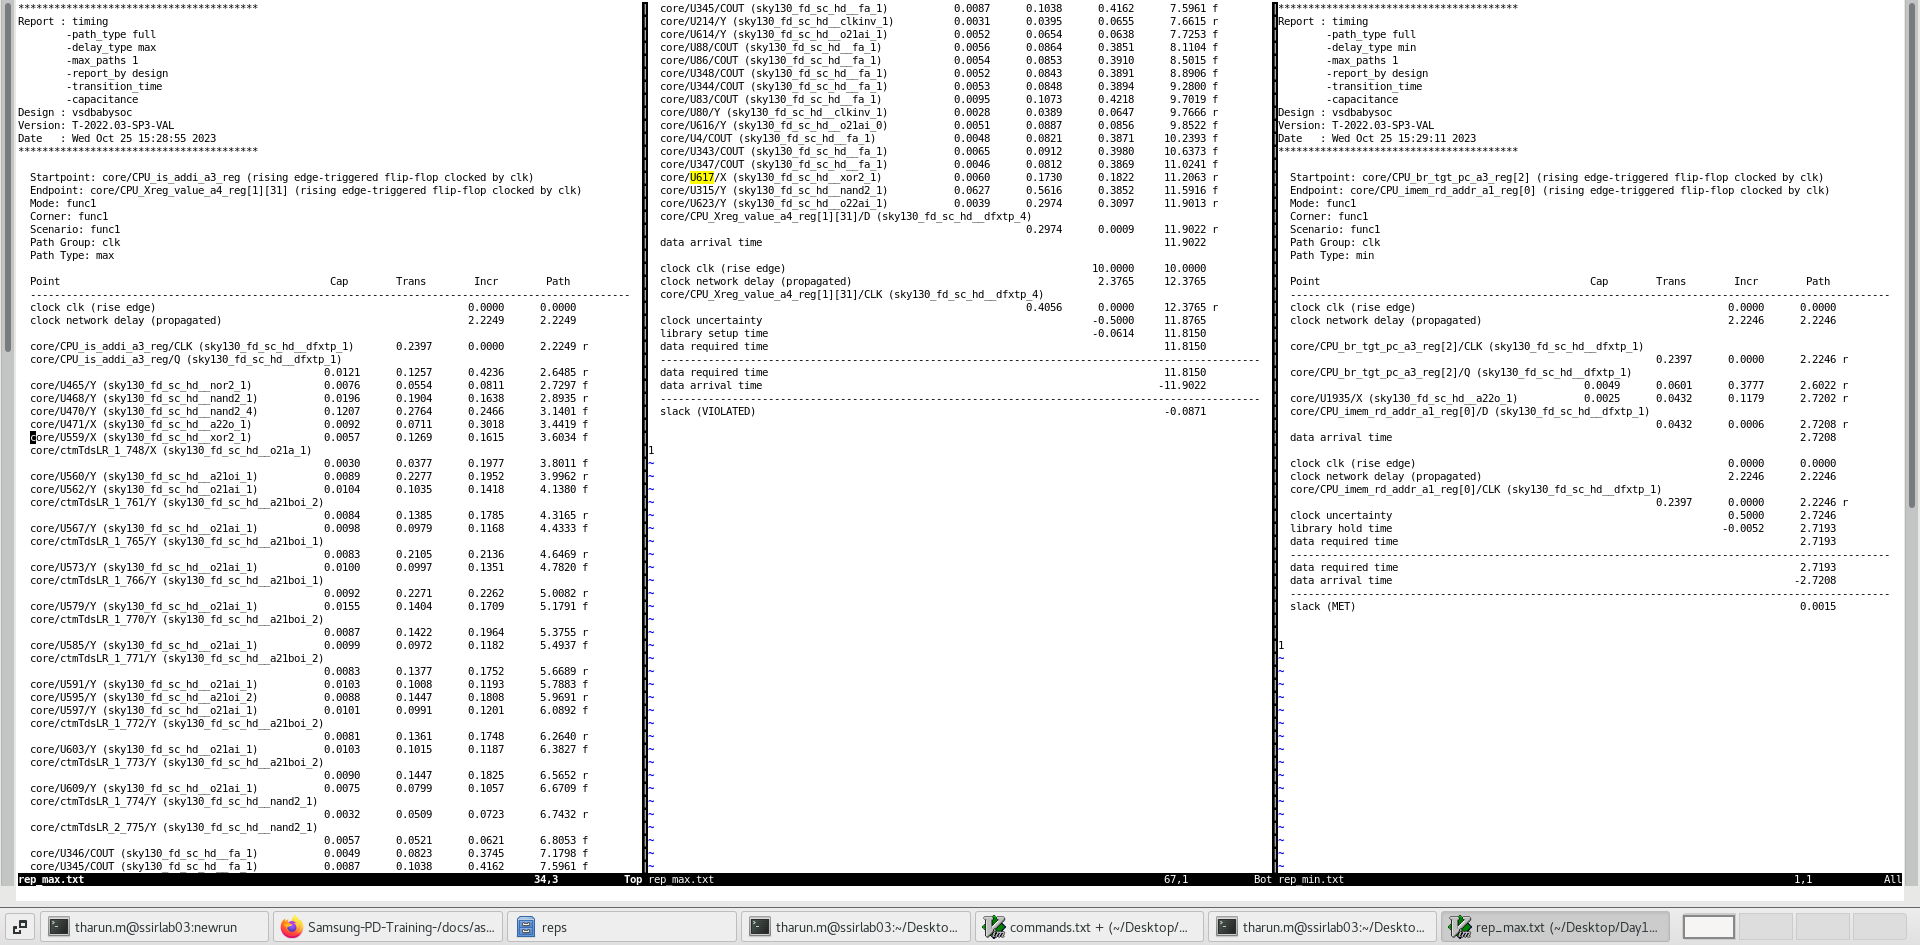 ****************************************
Report : timing
        -path_type full
        -delay_type max
        -max_paths 1
        -report_by design
        -transition_time
        -capacitance
Design : vsdbabysoc
Version: T-2022.03-SP3-VAL
Date   : Wed Oct 25 15:28:55 2023
****************************************
Startpoint: core/CPU_is_addi_a3_reg (rising edge-triggered flip-flop clocked by clk)
Endpoint: core/CPU_Xreg_value_a4_reg[1][31] (rising edge-triggered flip-flop clocked by clk)
Mode: func1
Corner: func1
Scenario: func1
Path Group: clk
Path Type: max
Point Cap Trans Incr Path
----------------------------------------------------------------------------------------------------
clock clk (rise edge) 0.0000 0.0000
clock network delay (propagated) 2.2249 2.2249
core/CPU_is_addi_a3_reg/CLK (sky130_fd_sc_hd__dfxtp_1) 0.2397 0.0000 2.2249 r
core/CPU_is_addi_a3_reg/Q (sky130_fd_sc_hd__dfxtp_1)
0.0121 0.1257 0.4236 2.6485 r
core/U465/Y (sky130_fd_sc_hd__nor2_1) 0.0076 0.0554 0.0811 2.7297 f
core/U468/Y (sky130_fd_sc_hd__nand2_1) 0.0196 0.1904 0.1638 2.8935 r
core/U470/Y (sky130_fd_sc_hd__nand2_4) 0.1207 0.2764 0.2466 3.1401 f
core/U471/X (sky130_fd_sc_hd__a22o_1) 0.0092 0.0711 0.3018 3.4419 f
core/U559/X (sky130_fd_sc_hd__xor2_1) 0.0057 0.1269 0.1615 3.6034 f
core/ctmTdsLR_1_748/X (sky130_fd_sc_hd__o21a_1)
0.0030 0.0377 0.1977 3.8011 f
core/U560/Y (sky130_fd_sc_hd__a21oi_1) 0.0089 0.2277 0.1952 3.9962 r
core/U562/Y (sky130_fd_sc_hd__o21ai_1) 0.0104 0.1035 0.1418 4.1380 f
core/ctmTdsLR_1_761/Y (sky130_fd_sc_hd__a21boi_2)
0.0084 0.1385 0.1785 4.3165 r
core/U567/Y (sky130_fd_sc_hd__o21ai_1) 0.0098 0.0979 0.1168 4.4333 f
core/ctmTdsLR_1_765/Y (sky130_fd_sc_hd__a21boi_1)
0.0083 0.2105 0.2136 4.6469 r
core/U573/Y (sky130_fd_sc_hd__o21ai_1) 0.0100 0.0997 0.1351 4.7820 f
core/ctmTdsLR_1_766/Y (sky130_fd_sc_hd__a21boi_1)
0.0092 0.2271 0.2262 5.0082 r
core/U579/Y (sky130_fd_sc_hd__o21ai_1) 0.0155 0.1404 0.1709 5.1791 f
core/ctmTdsLR_1_770/Y (sky130_fd_sc_hd__a21boi_2)
0.0087 0.1422 0.1964 5.3755 r
core/U585/Y (sky130_fd_sc_hd__o21ai_1) 0.0099 0.0972 0.1182 5.4937 f
core/ctmTdsLR_1_771/Y (sky130_fd_sc_hd__a21boi_2)
0.0083 0.1377 0.1752 5.6689 r
core/U591/Y (sky130_fd_sc_hd__o21ai_1) 0.0103 0.1008 0.1193 5.7883 f
core/U595/Y (sky130_fd_sc_hd__a21oi_2) 0.0088 0.1447 0.1808 5.9691 r
core/U597/Y (sky130_fd_sc_hd__o21ai_1) 0.0101 0.0991 0.1201 6.0892 f
core/ctmTdsLR_1_772/Y (sky130_fd_sc_hd__a21boi_2)
0.0081 0.1361 0.1748 6.2640 r
core/U603/Y (sky130_fd_sc_hd__o21ai_1) 0.0103 0.1015 0.1187 6.3827 f
core/ctmTdsLR_1_773/Y (sky130_fd_sc_hd__a21boi_2)
0.0090 0.1447 0.1825 6.5652 r
core/U609/Y (sky130_fd_sc_hd__o21ai_1) 0.0075 0.0799 0.1057 6.6709 f
core/ctmTdsLR_1_774/Y (sky130_fd_sc_hd__nand2_1)
0.0032 0.0509 0.0723 6.7432 r
core/ctmTdsLR_2_775/Y (sky130_fd_sc_hd__nand2_1)
0.0057 0.0521 0.0621 6.8053 f
core/U346/COUT (sky130_fd_sc_hd__fa_1) 0.0049 0.0823 0.3745 7.1798 f
core/U345/COUT (sky130_fd_sc_hd__fa_1) 0.0087 0.1038 0.4162 7.5961 f
rep_max.txt 34,3 Top
core/U345/COUT (sky130_fd_sc_hd__fa_1) 0.0087 0.1038 0.4162 7.5961 f
core/U214/Y (sky130_fd_sc_hd__clkinv_1) 0.0031 0.0395 0.0655 7.6615 r
core/U614/Y (sky130_fd_sc_hd__o21ai_1) 0.0052 0.0654 0.0638 7.7253 f
core/U88/COUT (sky130_fd_sc_hd__fa_1) 0.0056 0.0864 0.3851 8.1104 f
core/U86/COUT (sky130_fd_sc_hd__fa_1) 0.0054 0.0853 0.3910 8.5015 f
core/U348/COUT (sky130_fd_sc_hd__fa_1) 0.0052 0.0843 0.3891 8.8906 f
core/U344/COUT (sky130_fd_sc_hd__fa_1) 0.0053 0.0848 0.3894 9.2800 f
core/U83/COUT (sky130_fd_sc_hd__fa_1) 0.0095 0.1073 0.4218 9.7019 f
core/U80/Y (sky130_fd_sc_hd__clkinv_1) 0.0028 0.0389 0.0647 9.7666 r
core/U616/Y (sky130_fd_sc_hd__o21ai_0) 0.0051 0.0887 0.0856 9.8522 f
core/U4/COUT (sky130_fd_sc_hd__fa_1) 0.0048 0.0821 0.3871 10.2393 f
core/U343/COUT (sky130_fd_sc_hd__fa_1) 0.0065 0.0912 0.3980 10.6373 f
core/U347/COUT (sky130_fd_sc_hd__fa_1) 0.0046 0.0812 0.3869 11.0241 f
core/U617/X (sky130_fd_sc_hd__xor2_1) 0.0060 0.1730 0.1822 11.2063 r
core/U315/Y (sky130_fd_sc_hd__nand2_1) 0.0627 0.5616 0.3852 11.5916 f
core/U623/Y (sky130_fd_sc_hd__o22ai_1) 0.0039 0.2974 0.3097 11.9013 r
core/CPU_Xreg_value_a4_reg[1][31]/D (sky130_fd_sc_hd__dfxtp_4)
0.2974 0.0009 11.9022 r
data arrival time 11.9022
clock clk (rise edge) 10.0000 10.0000
clock network delay (propagated) 2.3765 12.3765
core/CPU_Xreg_value_a4_reg[1][31]/CLK (sky130_fd_sc_hd__dfxtp_4)
0.4056 0.0000 12.3765 r
clock uncertainty -0.5000 11.8765
library setup time -0.0614 11.8150
data required time 11.8150
----------------------------------------------------------------------------------------------------
data required time 11.8150
data arrival time -11.9022
----------------------------------------------------------------------------------------------------
slack (VIOLATED) -0.0871
1
rep_max.txt 67,1 Bot
****************************************
Report : timing
        -path_type full
        -delay_type min
        -max_paths 1
        -report_by design
        -transition_time
        -capacitance
Design : vsdbabysoc
Version: T-2022.03-SP3-VAL
Date   : Wed Oct 25 15:29:11 2023
****************************************
Startpoint: core/CPU_br_tgt_pc_a3_reg[2] (rising edge-triggered flip-flop clocked by clk)
Endpoint: core/CPU_imem_rd_addr_a1_reg[0] (rising edge-triggered flip-flop clocked by clk)
Mode: func1
Corner: func1
Scenario: func1
Path Group: clk
Path Type: min
Point Cap Trans Incr Path
----------------------------------------------------------------------------------------------------
clock clk (rise edge) 0.0000 0.0000
clock network delay (propagated) 2.2246 2.2246
core/CPU_br_tgt_pc_a3_reg[2]/CLK (sky130_fd_sc_hd__dfxtp_1)
0.2397 0.0000 2.2246 r
core/CPU_br_tgt_pc_a3_reg[2]/Q (sky130_fd_sc_hd__dfxtp_1)
0.0049 0.0601 0.3777 2.6022 r
core/U1935/X (sky130_fd_sc_hd__a22o_1) 0.0025 0.0432 0.1179 2.7202 r
core/CPU_imem_rd_addr_a1_reg[0]/D (sky130_fd_sc_hd__dfxtp_1)
0.0432 0.0006 2.7208 r
data arrival time 2.7208
clock clk (rise edge) 0.0000 0.0000
clock network delay (propagated) 2.2246 2.2246
core/CPU_imem_rd_addr_a1_reg[0]/CLK (sky130_fd_sc_hd__dfxtp_1)
0.2397 0.0000 2.2246 r
clock uncertainty 0.5000 2.7246
library hold time -0.0052 2.7193
data required time 2.7193
----------------------------------------------------------------------------------------------------
data required time 2.7193
data arrival time -2.7208
----------------------------------------------------------------------------------------------------
slack (MET) 0.0015
1
rep_min.txt 1,1 All
tharun.m@ssirlab03:newrun
Samsung-PD-Training-/docs/as...
reps
tharun.m@ssirlab03:~/Deskto...
commands.txt + (~/Desktop/...
tharun.m@ssirlab03:~/Deskto...
rep_max.txt (~/Desktop/Day1...